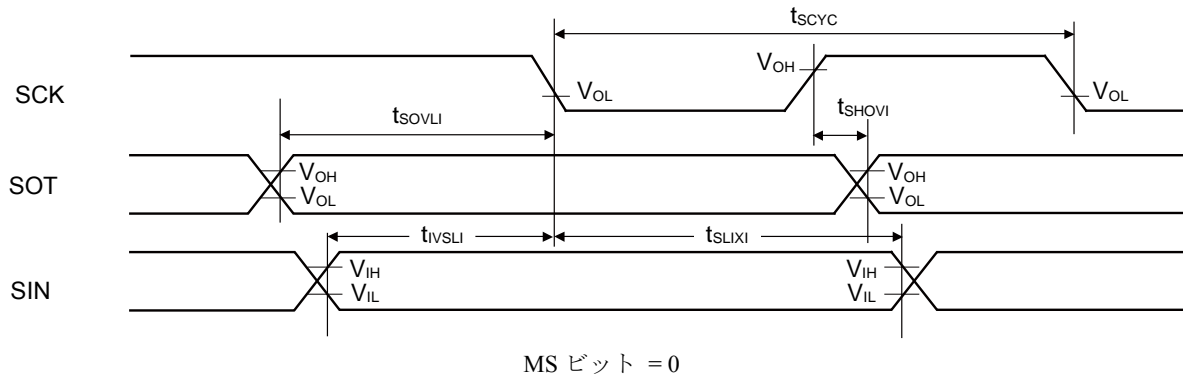 tSCYC
SCK
VOH
VOL
VOL
tSOVLI
tSHOVI
SOT
VOH
VOL
VOH
VOL
tIVSLI
tSLIXI
SIN
VIH
VIL
VIH
VIL
MS ビット = 0